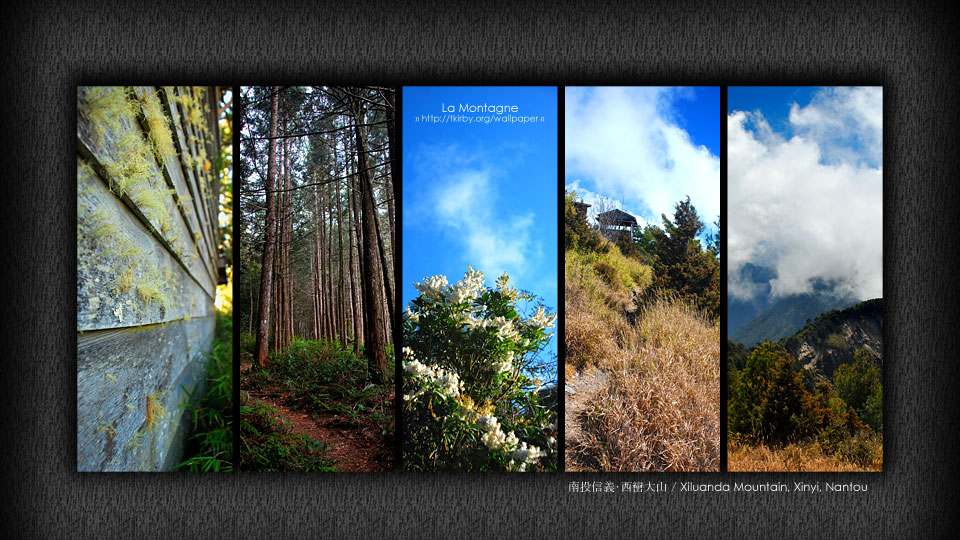 La Montagne
» http://fkirby.org/wallpaper «
南投信義·西巒大山 / Xiluanda Mountain, Xinyi, Nantou